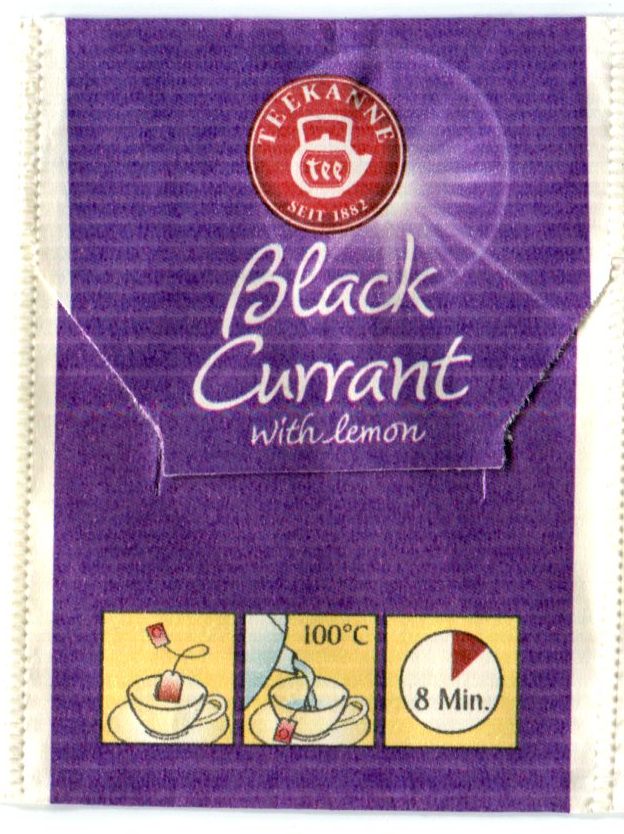 TEEKANNE
tee
SEIT 1882
Black
Currant
with lemon
100°C
8 Min.